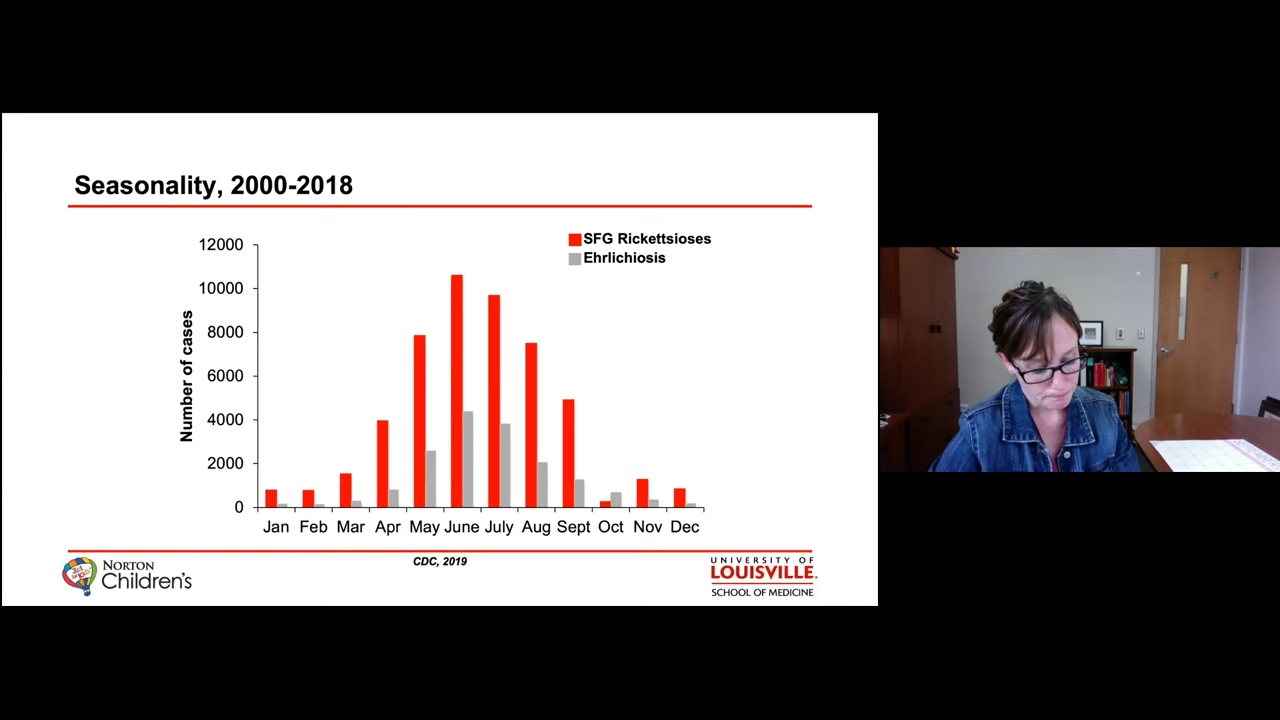 Seasonality, 2000-2018
SFG Rickettsioses
Ehrlichiosis
Number of cases
12000
10000
8000
6000
4000
2000
0
Jan Feb Mar Apr May June July Aug Sept Oct Nov Dec
CDC, 2019
NORTON
Children's
UNIVERSITY OF
LOUISVILLE.
SCHOOL OF MEDICINE